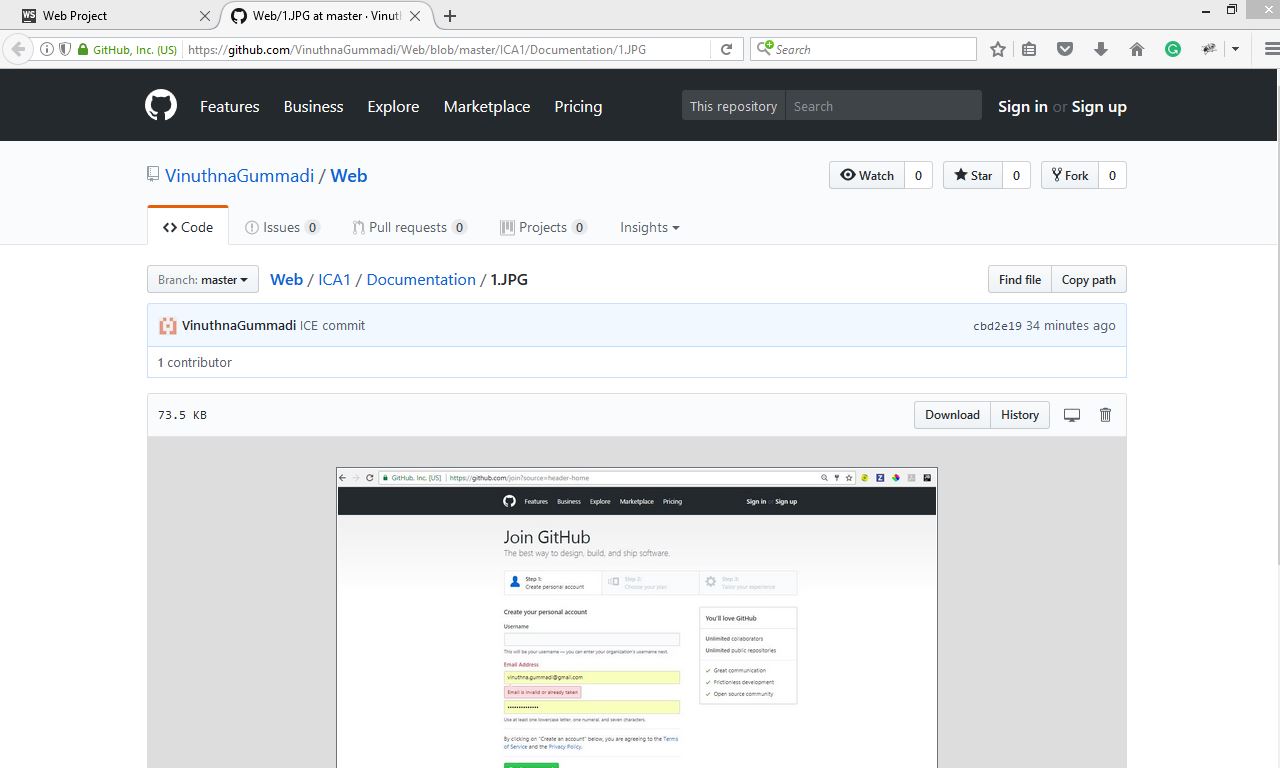 WS Web Project
Web/1.JPG at master · Vinuth
GitHub, Inc. (US) https://github.com/VinuthnaGummadi/Web/blob/master/ICA1/Documentation/1.JPG Search
Features Business Explore Marketplace Pricing This repository Search Sign in or Sign up
VinuthnaGummadi / Web Watch 0 Star 0 Fork 0
Code Issues 0 Pull requests 0 Projects 0 Insights
Branch: master Web / ICA1 / Documentation / 1.JPG Find file Copy path
VinuthnaGummadi ICE commit cbd2e19 34 minutes ago
1 contributor
73.5 KB Download History
GitHub, Inc. [US] https://github.com/join?source=header-home
Features Business Explore Marketplace Pricing Sign in or Sign up
Join GitHub
The best way to design, build, and ship software.
Step 1: Step 2: Step 3:
Create personal account Choose your plan Tailor your experience
Create your personal account
Username
This will be your username — you can enter your organization's username next.
Email Address
vinuthna.gummadi@gmail.com
Email is invalid or already taken
Use at least one lowercase letter, one numeral, and seven characters.
By clicking on "Create an account" below, you are agreeing to the Terms
of Service and the Privacy Policy.
You'll love GitHub
Unlimited collaborators
Unlimited public repositories
Great communication
Frictionless development
Open source community